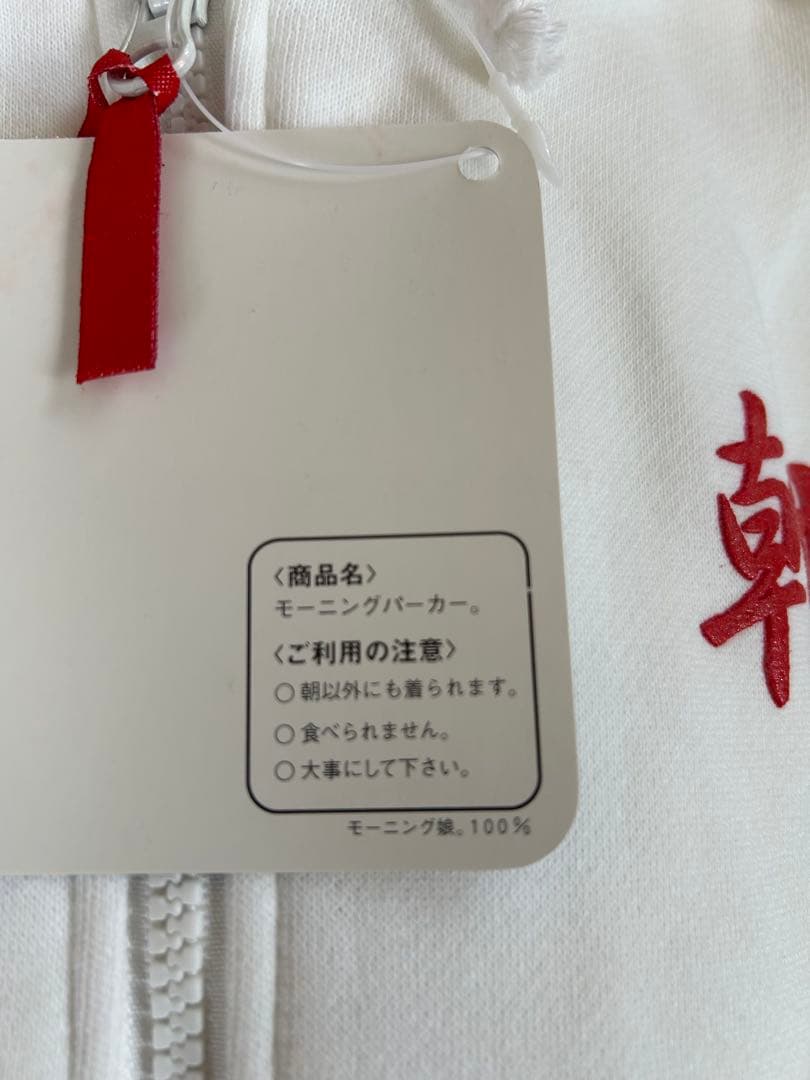 〈商品名〉
モーニングパーカー。
〈ご利用の注意〉
○朝以外にも着られます。
○食べられません。
○大事にして下さい。
モーニング娘。100%
朝